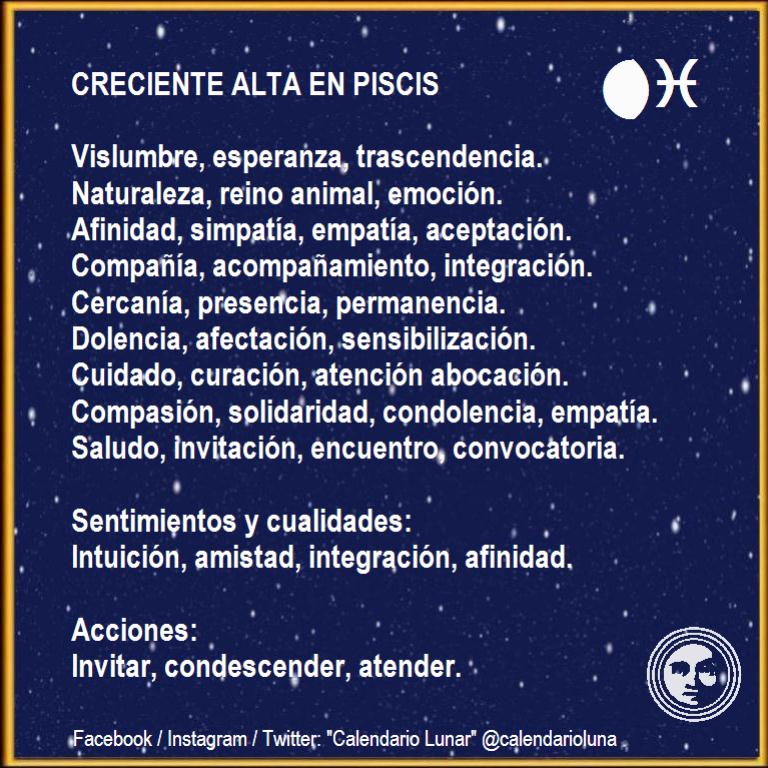 CRECIENTE ALTA EN PISCIS
Vislumbre, esperanza, trascendencia.
Naturaleza, reino animal, emoción.
Afinidad, simpatía, empatía, aceptación.
Compañía, acompañamiento, integración.
Cercanía, presencia, permanencia.
Dolencia, afectación, sensibilización.
Cuidado, curación, atención abocación.
Compasión, solidaridad, condolencia, empatía.
Saludo, invitación, encuentro, convocatoria.
Sentimientos y cualidades:
Intuición, amistad, integración, afinidad.
Acciones:
Invitar, condescender, atender.
Facebook / Instagram / Twitter: "Calendario Lunar" @calendarioluna